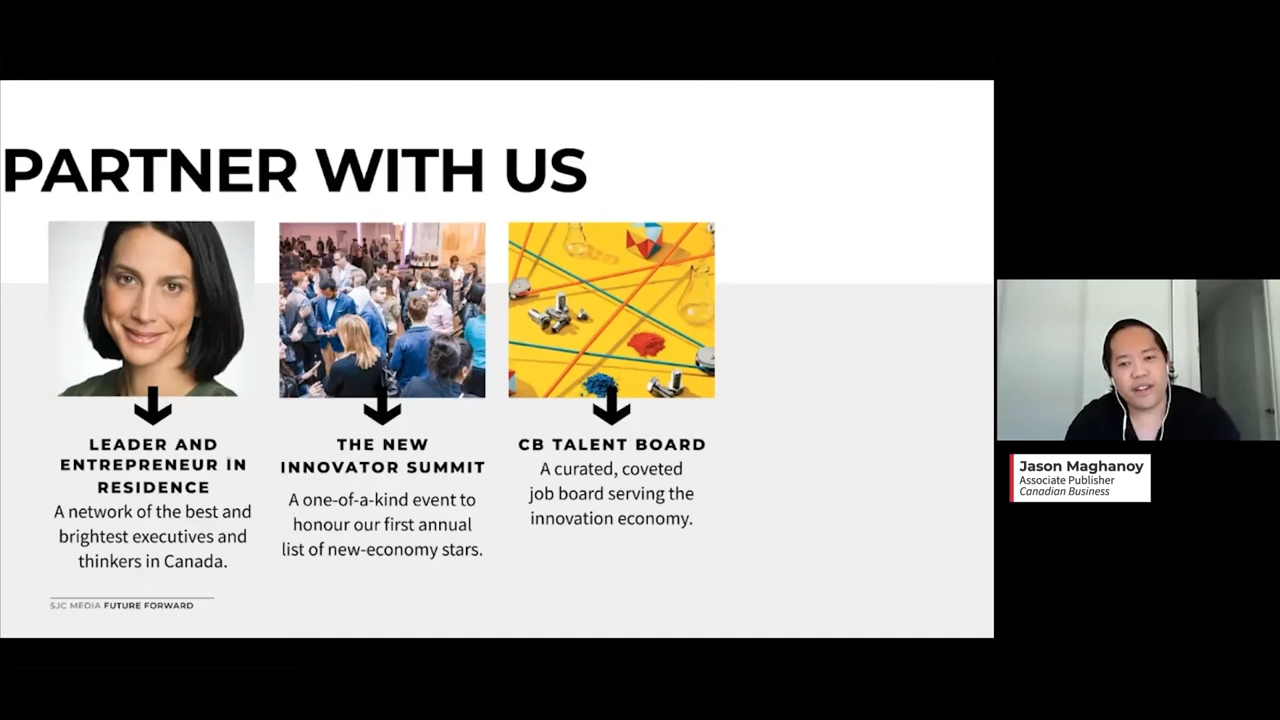 PARTNER WITH US
LEADER AND
ENTREPRENEUR IN
RESIDENCE
A network of the best and
brightest executives and
thinkers in Canada.
THE NEW
INNOVATOR SUMMIT
A one-of-a-kind event to
honour our first annual
list of new-economy stars.
CB TALENT BOARD
A curated, coveted
job board serving the
innovation economy.
SJC MEDIA FUTURE FORWARD
Jason Maghanoy
Associate Publisher
Canadian Business